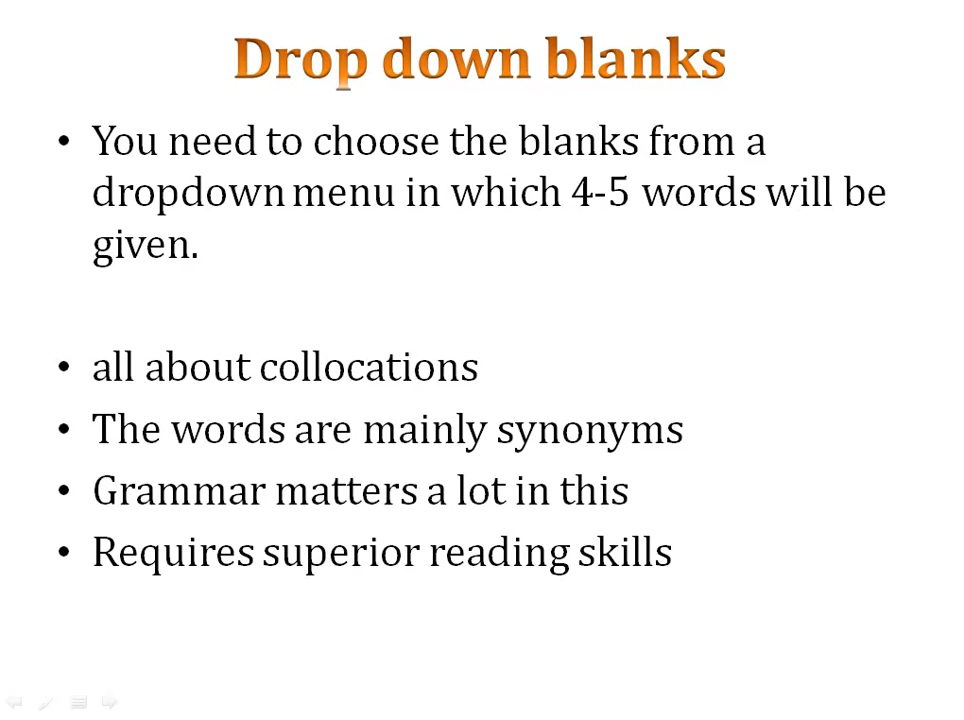 Drop down blanks
• You need to choose the blanks from a
dropdown menu in which 4-5 words will be
given.
• all about collocations
• The words are mainly synonyms
• Grammar matters a lot in this
• Requires superior reading skills